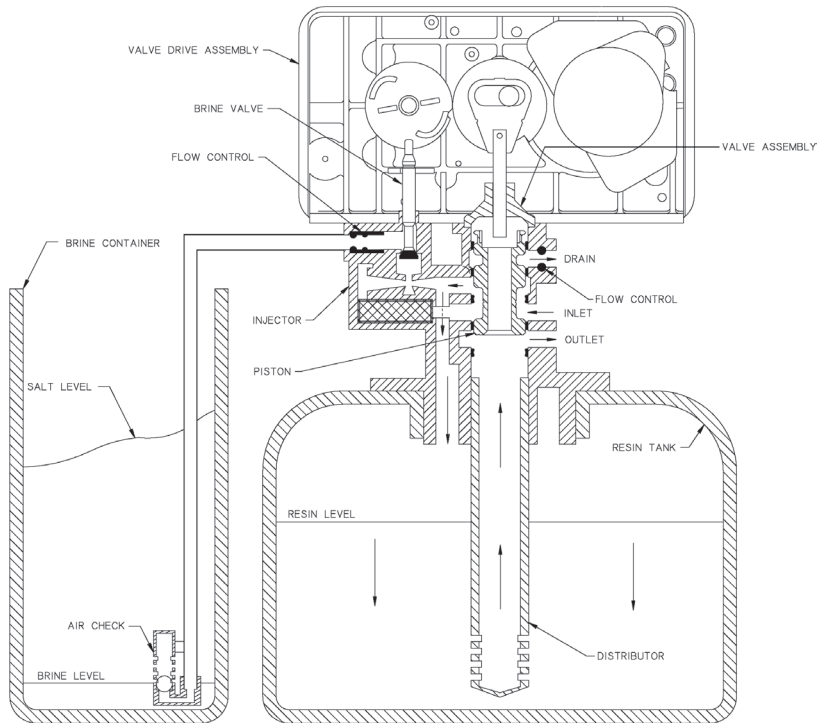 VALVE DRIVE ASSEMBLY
BRINE VALVE
FLOW CONTROL
BRINE CONTAINER
VALVE ASSEMBLY
DRAIN
FLOW CONTROL
INLET
INJECTOR
OUTLET
PISTON
SALT LEVEL
RESIN TANK
RESIN LEVEL
AIR CHECK
DISTRIBUTOR
BRINE LEVEL